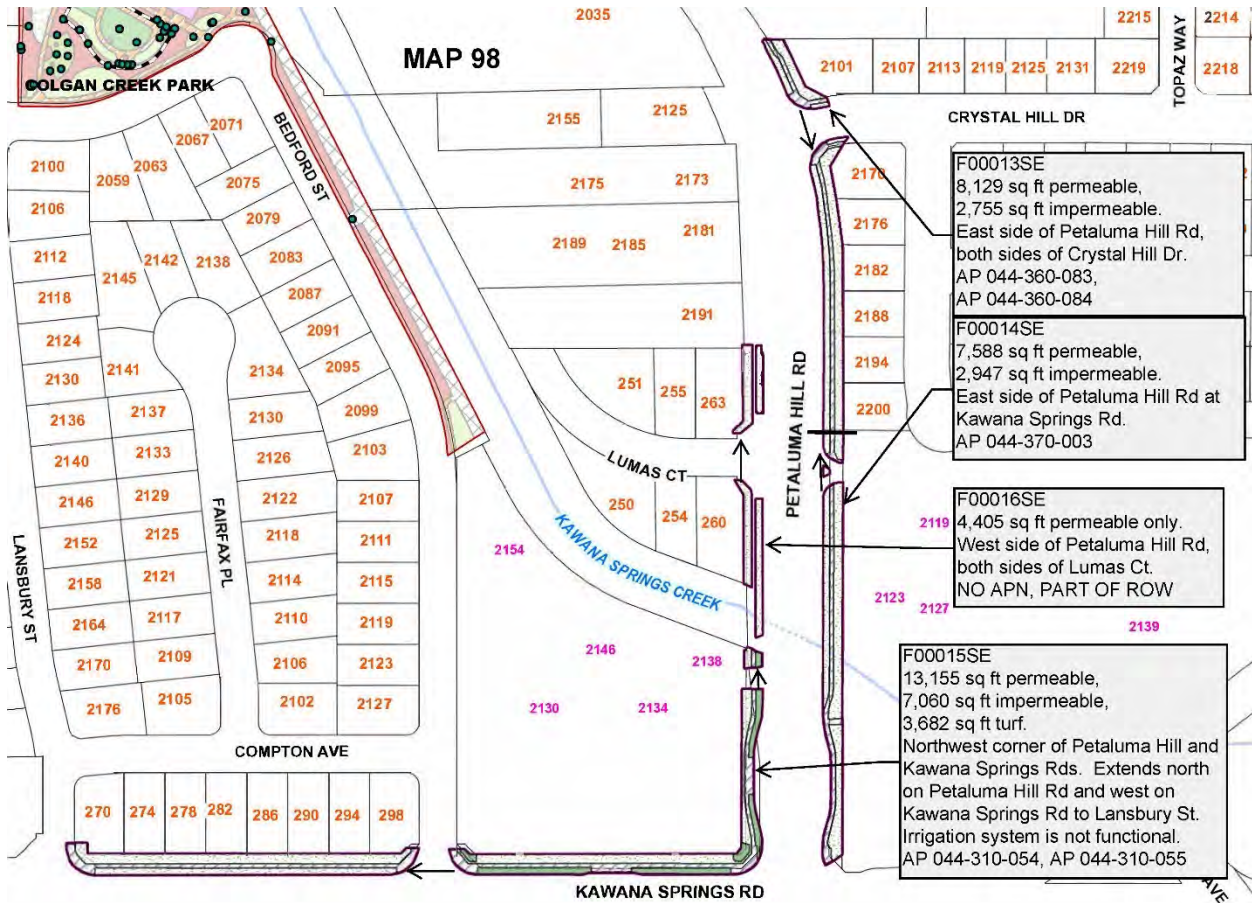 MAP 98
2035
2215
2214
TOPAZ WAY
2101
2107
2113
2119
2125
2131
2219
2218
COLGAN CREEK PARK
CRYSTAL HILL DR
BEDFORD ST
2155
2125
2071
2067
2063
2059
2100
2075
2175
2173
2170
2106
2079
2181
2176
2189
2185
2112
2145
2142
2138
2083
2182
2118
2087
2191
2188
2124
2091
2141
2134
2095
251
255
263
2194
2130
2136
2137
2130
2099
2200
PETALUMA HILL RD
2140
2133
2126
2103
LUMAS CT
2146
2129
2122
2107
250
254
260
FAIRFAX PL
LANSBURY ST
2152
2125
2118
2111
2154
KAWANA SPRINGS CREEK
2119
2158
2121
2114
2115
2123
2127
2139
2164
2117
2110
2119
2170
2109
2106
2123
2146
2138
2176
2105
2102
2127
2130
2134
COMPTON AVE
270
274
278
282
286
290
294
298
KAWANA SPRINGS RD
AVE
F00013SE
8,129 sq ft permeable,
2,755 sq ft impermeable.
East side of Petaluma Hill Rd,
both sides of Crystal Hill Dr.
AP 044-360-083,
AP 044-360-084
F00014SE
7,588 sq ft permeable,
2,947 sq ft impermeable.
East side of Petaluma Hill Rd at
Kawana Springs Rd.
AP 044-370-003
F00016SE
4,405 sq ft permeable only.
West side of Petaluma Hill Rd,
both sides of Lumas Ct.
NO APN, PART OF ROW
F00015SE
13,155 sq ft permeable,
7,060 sq ft impermeable,
3,682 sq ft turf.
Northwest corner of Petaluma Hill and
Kawana Springs Rds.  Extends north
on Petaluma Hill Rd and west on
Kawana Springs Rd to Lansbury St.
Irrigation system is not functional.
AP 044-310-054, AP 044-310-055